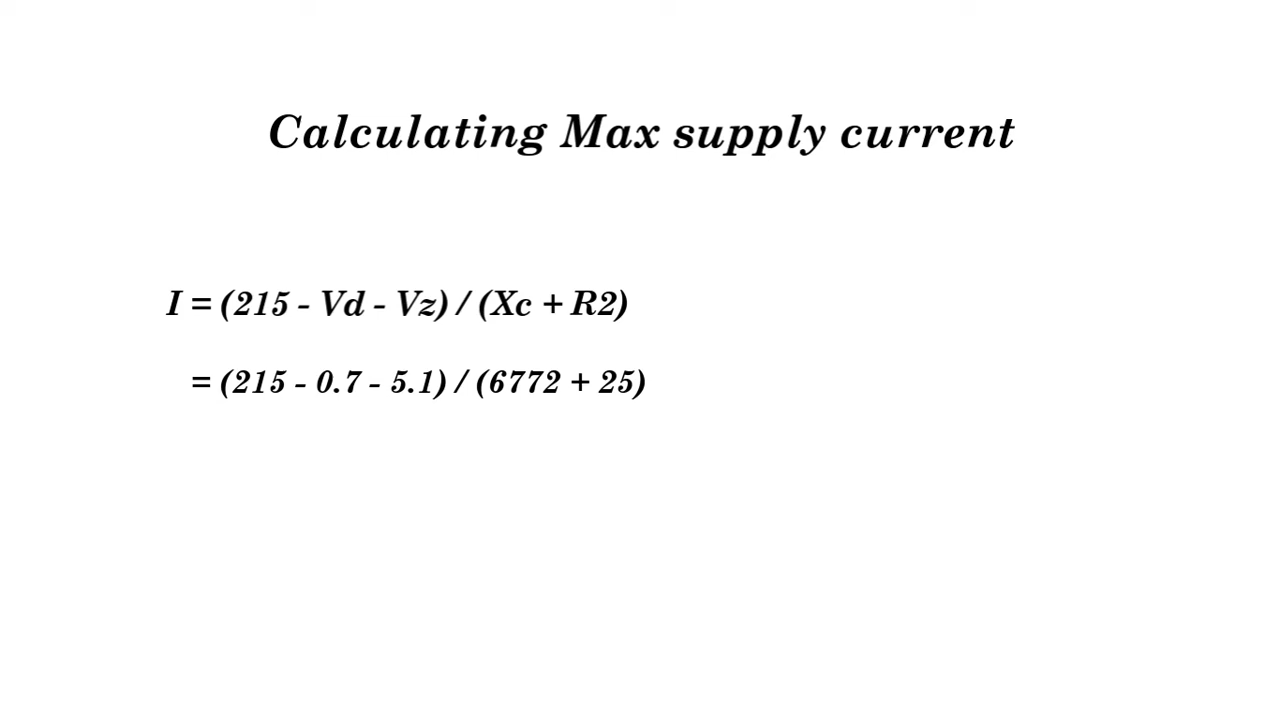 Calculating Max supply current
I = (215 - Vd - Vz) / (Xc + R2)
= (215 - 0.7 - 5.1) / (6772 + 25)